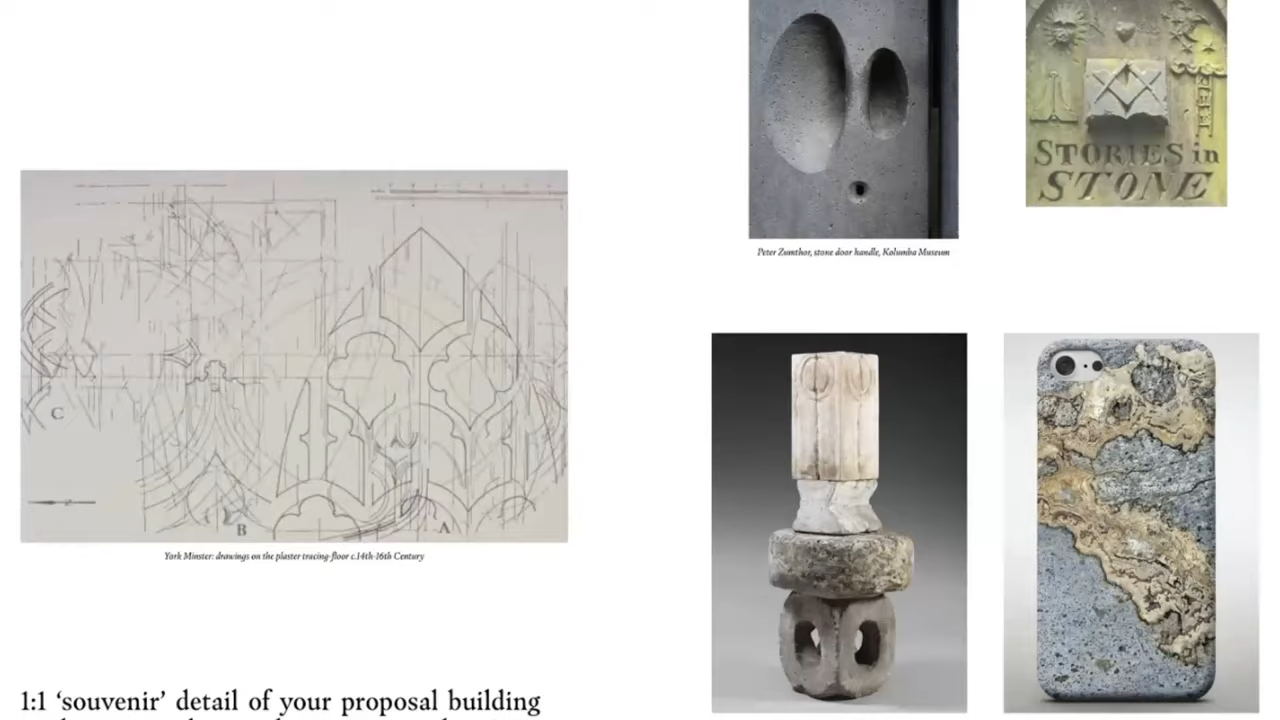 C
B
A
York Minster: drawings on the plaster tracing-floor c.14th-16th Century
1:1 ‘souvenir’ detail of your proposal building
Peter Zumthor, stone door handle, Kolumba Museum
STORIES in
STONE